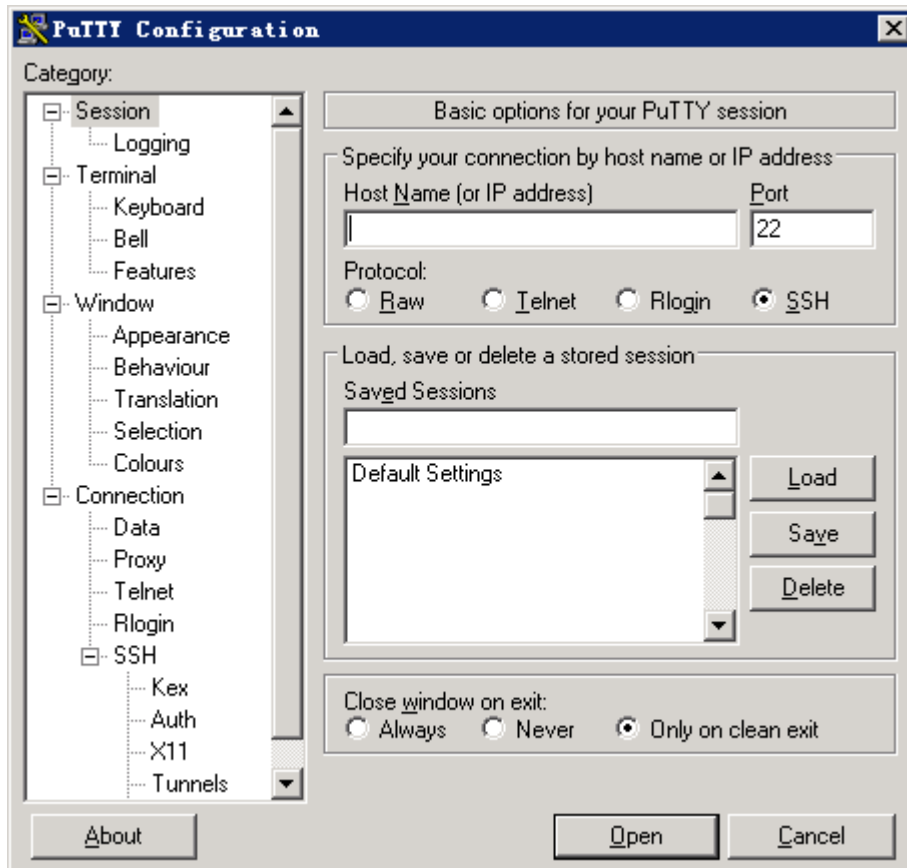 PuTTY Configuration
Category:
Session
Logging
Terminal
Keyboard
Bell
Features
Window
Appearance
Behaviour
Translation
Selection
Colours
Connection
Data
Proxy
Telnet
Rlogin
SSH
Kex
Auth
X11
Tunnels
Basic options for your PuTTY session
Specify your connection by host name or IP address
Host Name (or IP address) Port
22
Protocol:
Raw Telnet Rlogin SSH
Load, save or delete a stored session
Saved Sessions
Default Settings
Load
Save
Delete
Close window on exit:
Always Never Only on clean exit
About Open Cancel